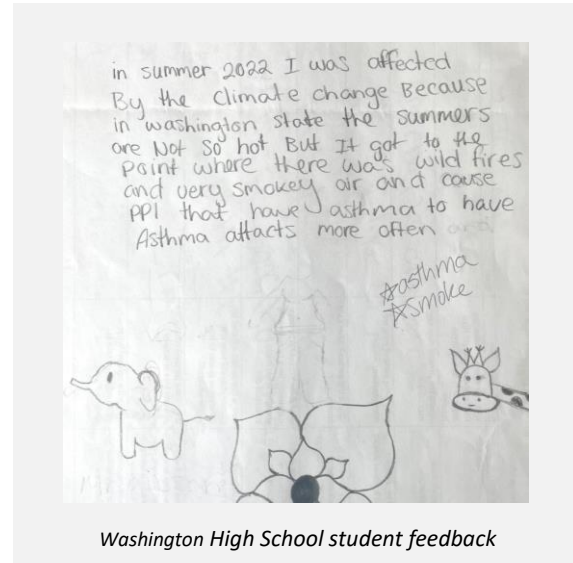 in summer 2022 I was affected
By the Climate change Because
in washington state the summers
are Not So hot But It got to the
Point where there was wild fires
and very smokey air and cause
PPl that have asthma to have
Asthma attacts more often
☆asthma
☆smoke
Washington High School student feedback